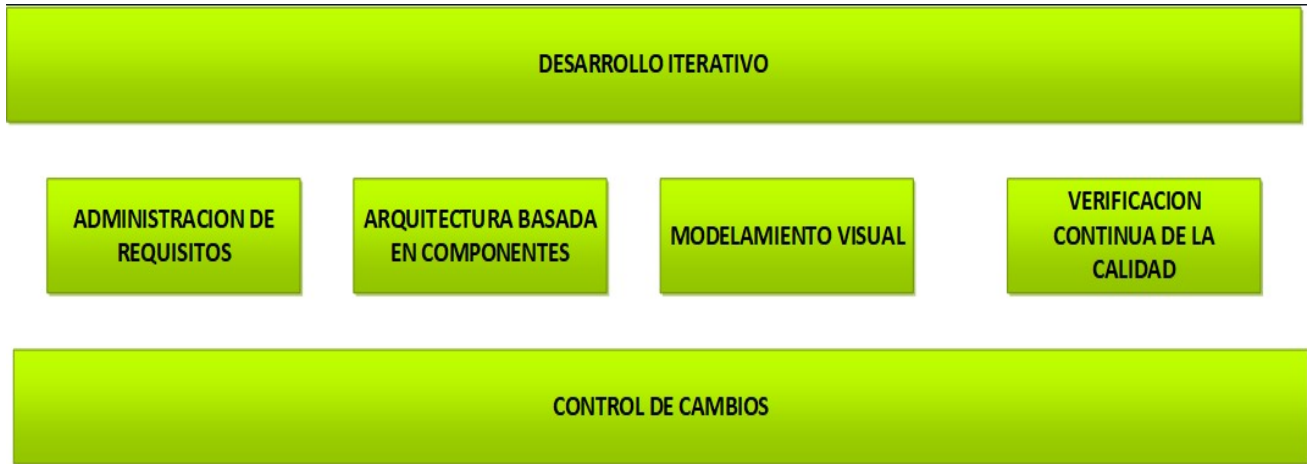 DESARROLLO ITERATIVO
ADMINISTRACION DE
REQUISITOS
ARQUITECTURA BASADA
EN COMPONENTES
MODELAMIENTO VISUAL
VERIFICACION
CONTINUA DE LA
CALIDAD
CONTROL DE CAMBIOS